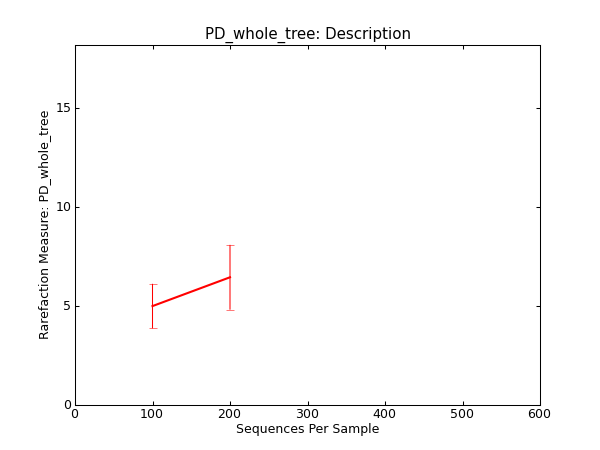 PD_whole_tree: Description
Rarefaction Measure: PD_whole_tree
15
10
5
0
0 100 200 300 400 500 600
Sequences Per Sample